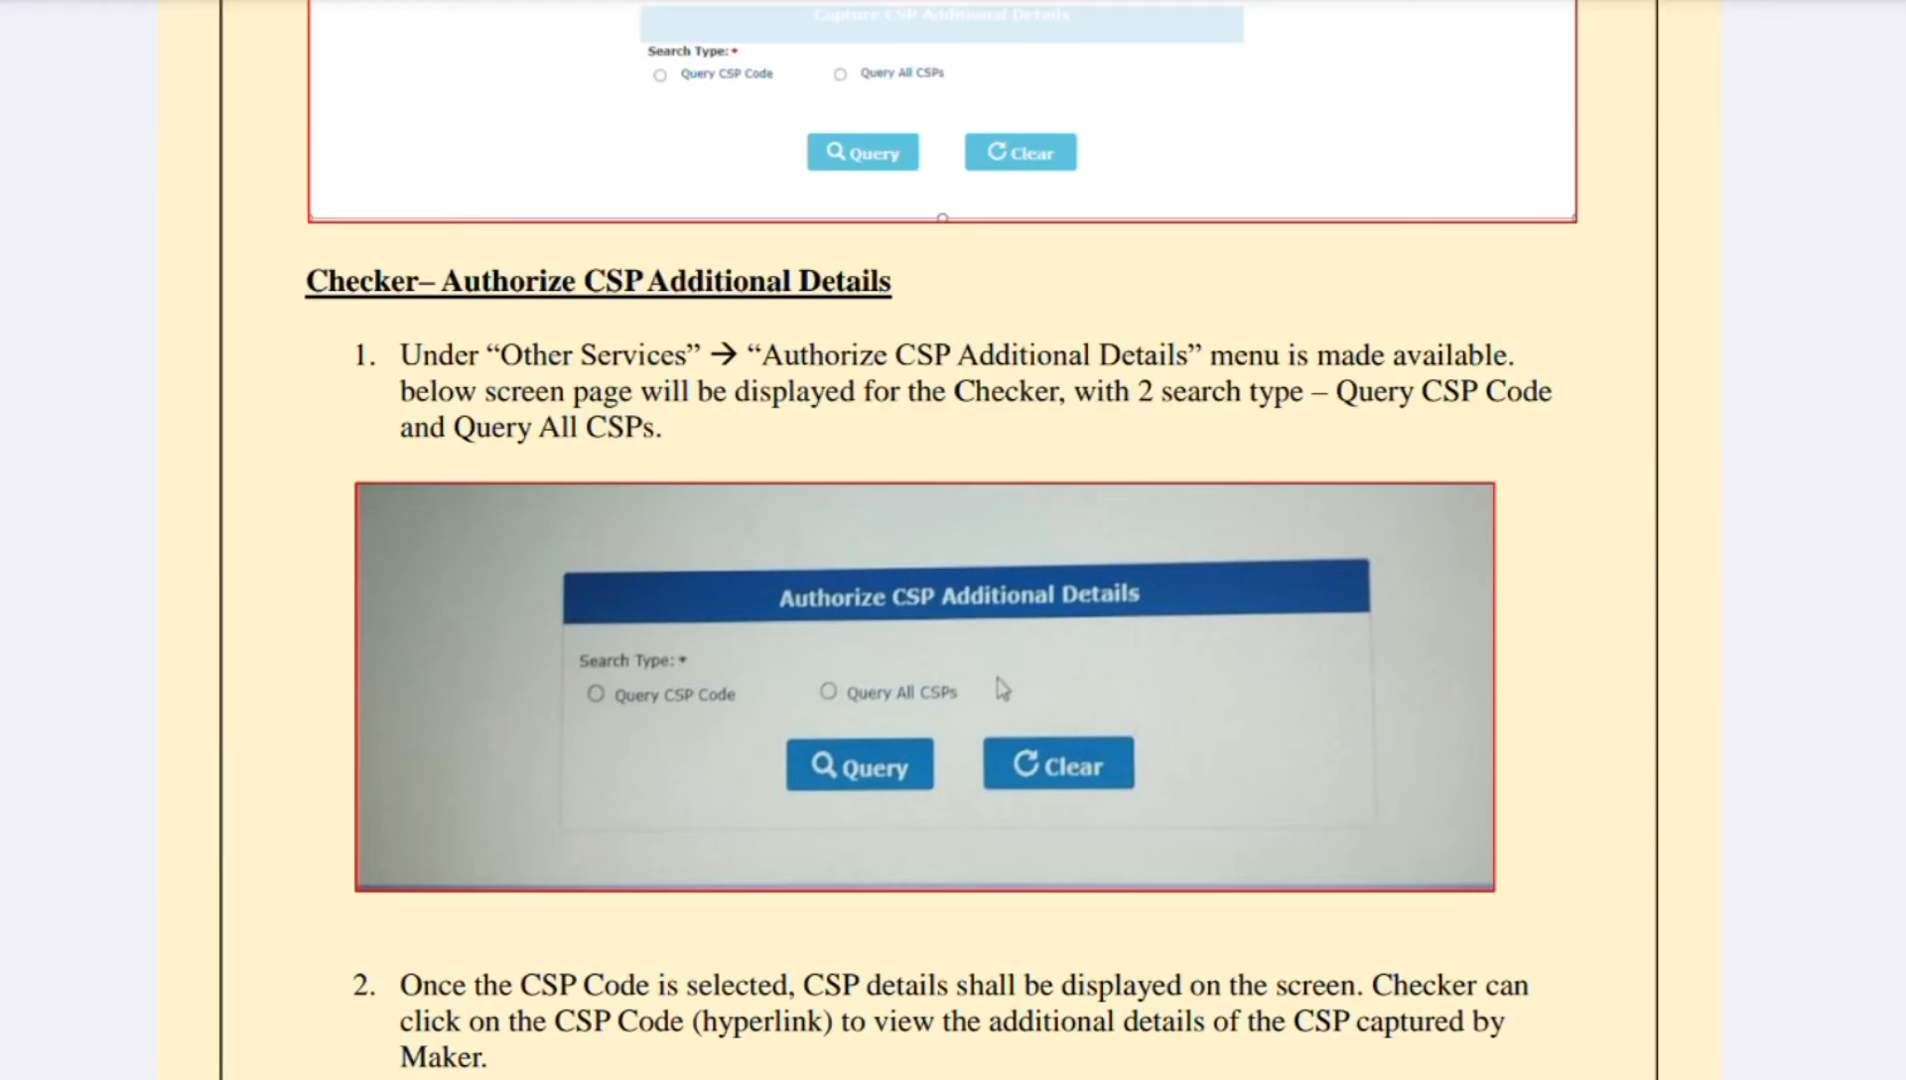 Capture CSP Additional Details
Search Type: *
Query CSP Code Query All CSPs
Query Clear
Checker– Authorize CSP Additional Details
1. Under “Other Services” → “Authorize CSP Additional Details” menu is made available.
below screen page will be displayed for the Checker, with 2 search type – Query CSP Code
and Query All CSPs.
Authorize CSP Additional Details
Search Type: *
Query CSP Code Query All CSPs
Query Clear
2. Once the CSP Code is selected, CSP details shall be displayed on the screen. Checker can
click on the CSP Code (hyperlink) to view the additional details of the CSP captured by
Maker.